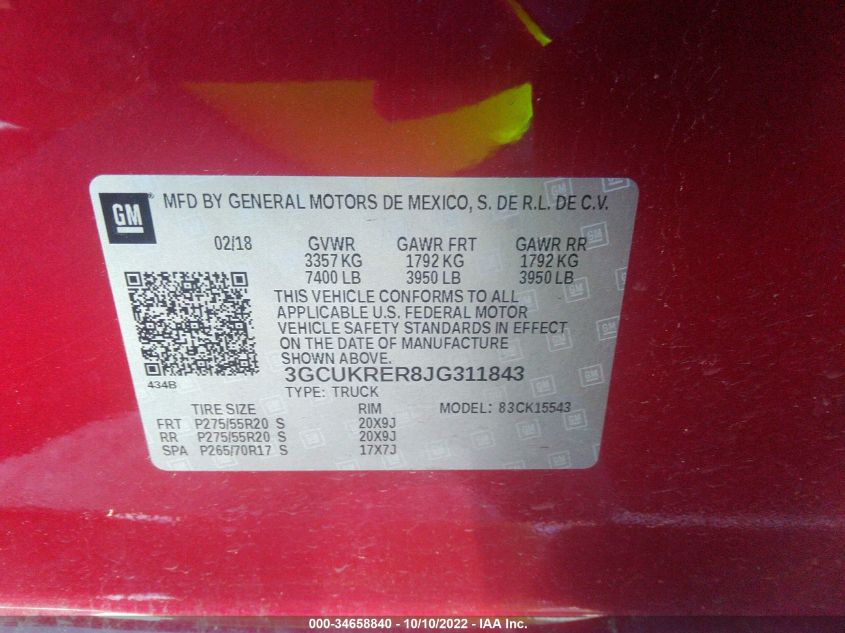 GM ® MFD BY GENERAL MOTORS DE MEXICO, S. DE R.L. DE C.V.
02/18 GVWR GAWR FRT GAWR RR
3357 KG 1792 KG 1792 KG
7400 LB 3950 LB 3950 LB
THIS VEHICLE CONFORMS TO ALL
APPLICABLE U.S. FEDERAL MOTOR
VEHICLE SAFETY STANDARDS IN EFFECT
ON THE DATE OF MANUFACTURE
SHOWN ABOVE.
434B
3GCUKRER8JG311843
TYPE: TRUCK
TIRE SIZE RIM MODEL: 83CK15543
FRT P275/55R20 S 20X9J
RR P275/55R20 S 20X9J
SPA P265/70R17 S 17X7J
000-34658840 - 10/10/2022 - IAA Inc.